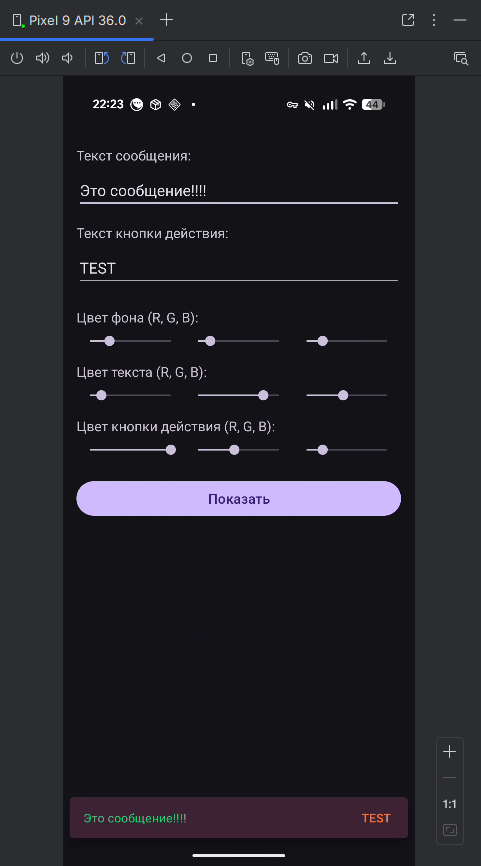 Pixel 9 API 36.0
22:23
44
Текст сообщения:
Это сообщение!!!!
Текст кнопки действия:
TEST
Цвет фона (R, G, B):
Цвет текста (R, G, B):
Цвет кнопки действия (R, G, B):
Показать
1:1
Это сообщение!!!! TEST